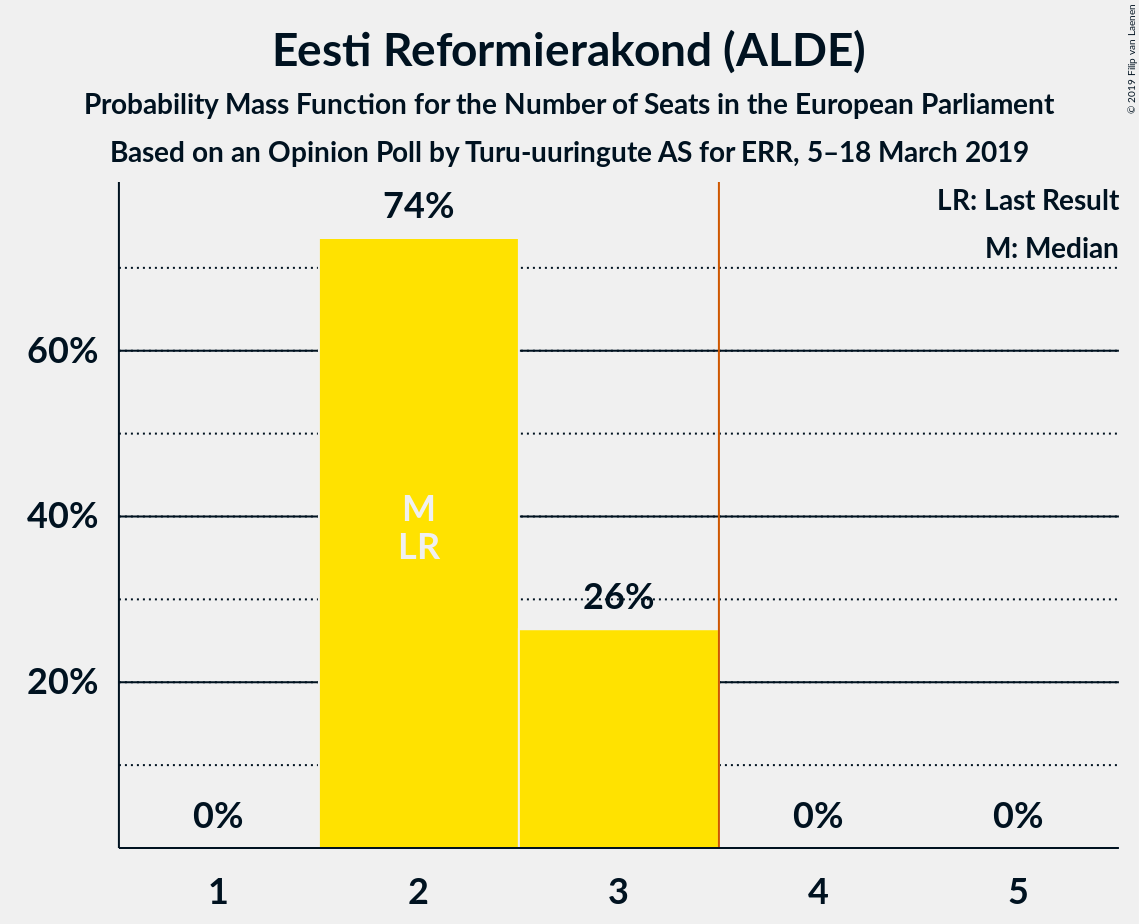 Eesti Reformierakond (ALDE)
Probability Mass Function for the Number of Seats in the European Parliament
Based on an Opinion Poll by Turu-uuringute AS for ERR, 5–18 March 2019
© 2019 Filip van Laenen
LR: Last Result
M: Median
74%
60%
40%
20%
M
LR
26%
0%
0%
0%
1
2
3
4
5